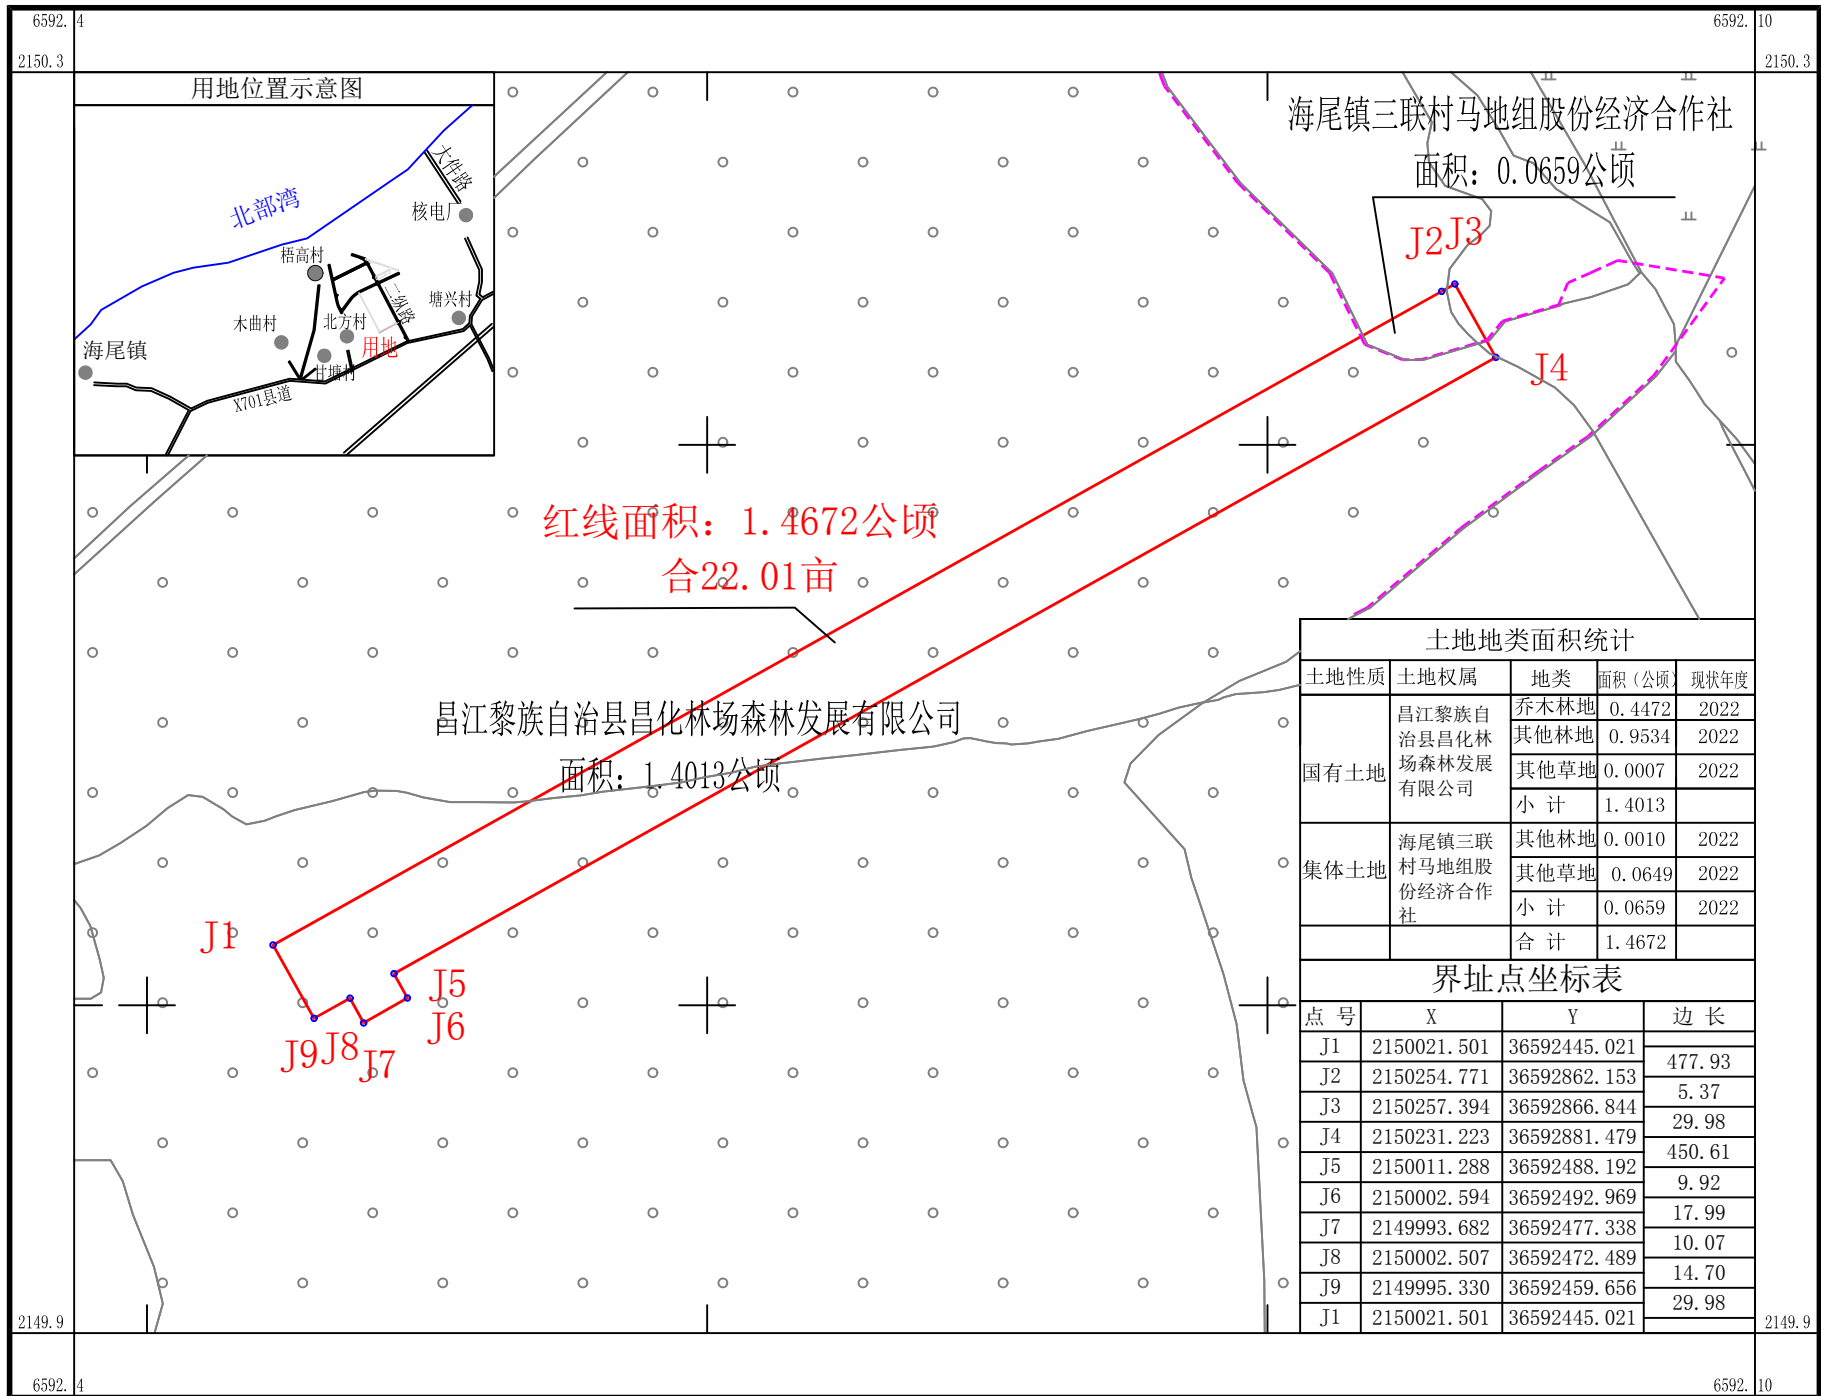 6592.4
6592.10
2150.3
2150.3
用地位置示意图
大件路
北部湾
核电厂
梧高村
二纵路
塘兴村
木曲村
北方村
用地
海尾镇
甘塘村
X701县道
海尾镇三联村马地组股份经济合作社
面积：0.0659公顷
J2
J3
J4
红线面积：1.4672公顷
合22.01亩
昌江黎族自治县昌化林场森林发展有限公司
面积：1.4013公顷
J1
J5
J6
J9
J8
J7
土地地类面积统计
土地性质 土地权属 地类 面积（公顷） 现状年度
国有土地
昌江黎族自
治县昌化林
场森林发展
有限公司
乔木林地 0.4472 2022
其他林地 0.9534 2022
其他草地 0.0007 2022
小 计 1.4013
集体土地
海尾镇三联
村马地组股
份经济合作
社
其他林地 0.0010 2022
其他草地 0.0649 2022
小 计 0.0659 2022
合 计 1.4672
界址点坐标表
点 号 X Y 边 长
J1 2150021.501 36592445.021
477.93
J2 2150254.771 36592862.153
5.37
J3 2150257.394 36592866.844
29.98
J4 2150231.223 36592881.479
450.61
J5 2150011.288 36592488.192
9.92
J6 2150002.594 36592492.969
17.99
J7 2149993.682 36592477.338
10.07
J8 2150002.507 36592472.489
14.70
J9 2149995.330 36592459.656
29.98
J1 2150021.501 36592445.021
2149.9
2149.9
6592.4
6592.10